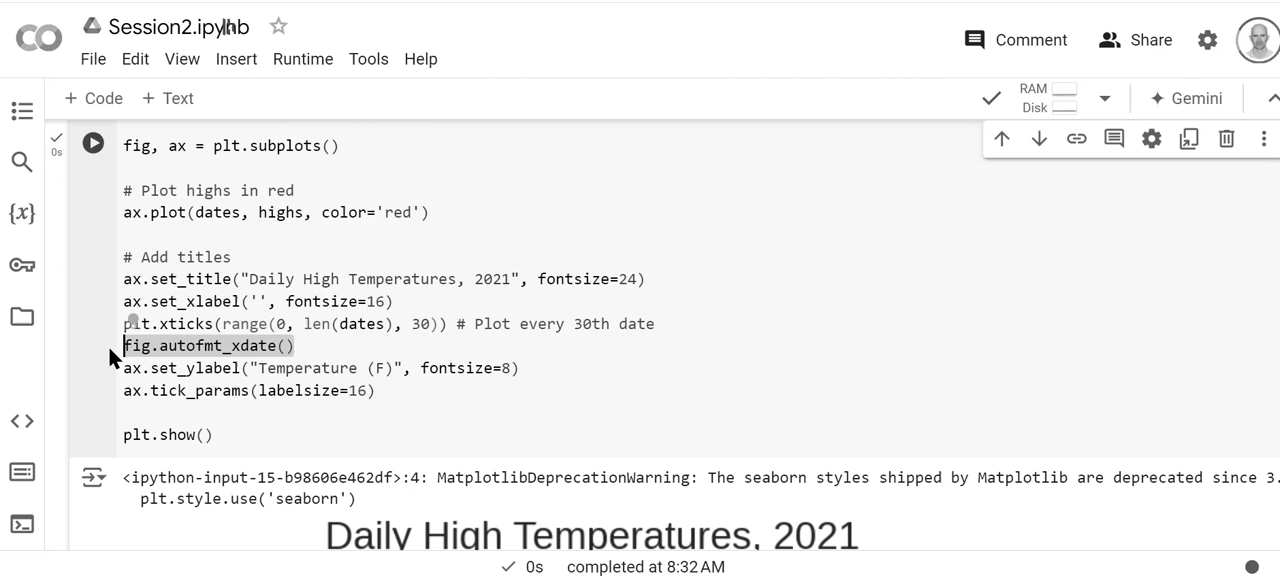 Session2.ipynb
File Edit View Insert Runtime Tools Help
Comment Share
+ Code + Text
RAM
Disk
Gemini
0s
fig, ax = plt.subplots()
# Plot highs in red
ax.plot(dates, highs, color='red')
# Add titles
ax.set_title("Daily High Temperatures, 2021", fontsize=24)
ax.set_xlabel('', fontsize=16)
plt.xticks(range(0, len(dates), 30)) # Plot every 30th date
fig.autofmt_xdate()
ax.set_ylabel("Temperature (F)", fontsize=8)
ax.tick_params(labelsize=16)
plt.show()
<ipython-input-15-b98606e462df>:4: MatplotlibDeprecationWarning: The seaborn styles shipped by Matplotlib are deprecated since 3.
plt.style.use('seaborn')
Daily High Temperatures, 2021
0s completed at 8:32 AM